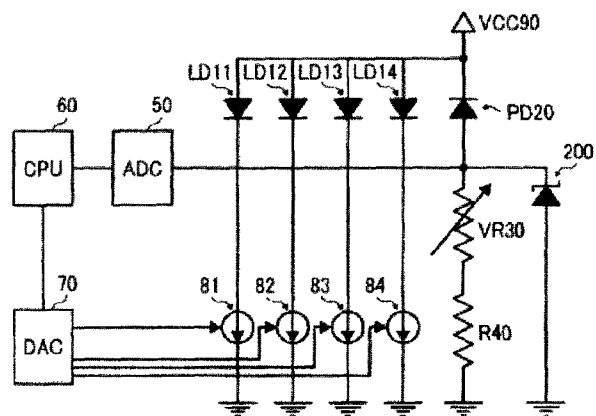 VCC90
LD11 LD12 LD13 LD14
60 50 PD20
CPU ADC 200
VR30
70 81 82 83 84
DAC R40